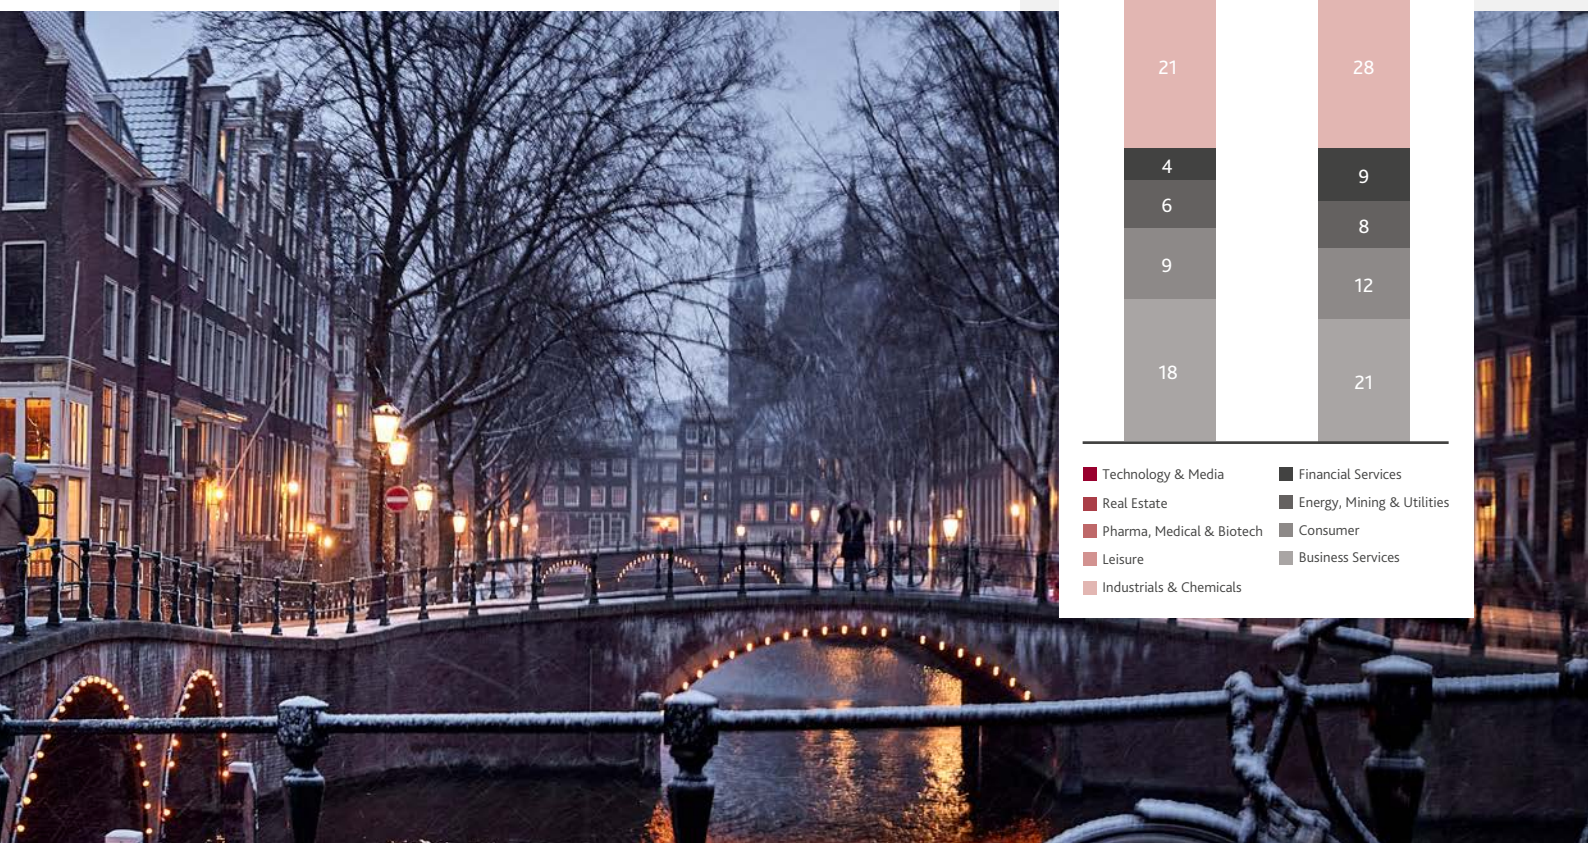 21 28
4 9
6 8
9 12
18 21
Technology & Media
Real Estate
Pharma, Medical & Biotech
Leisure
Industrials & Chemicals
Financial Services
Energy, Mining & Utilities
Consumer
Business Services